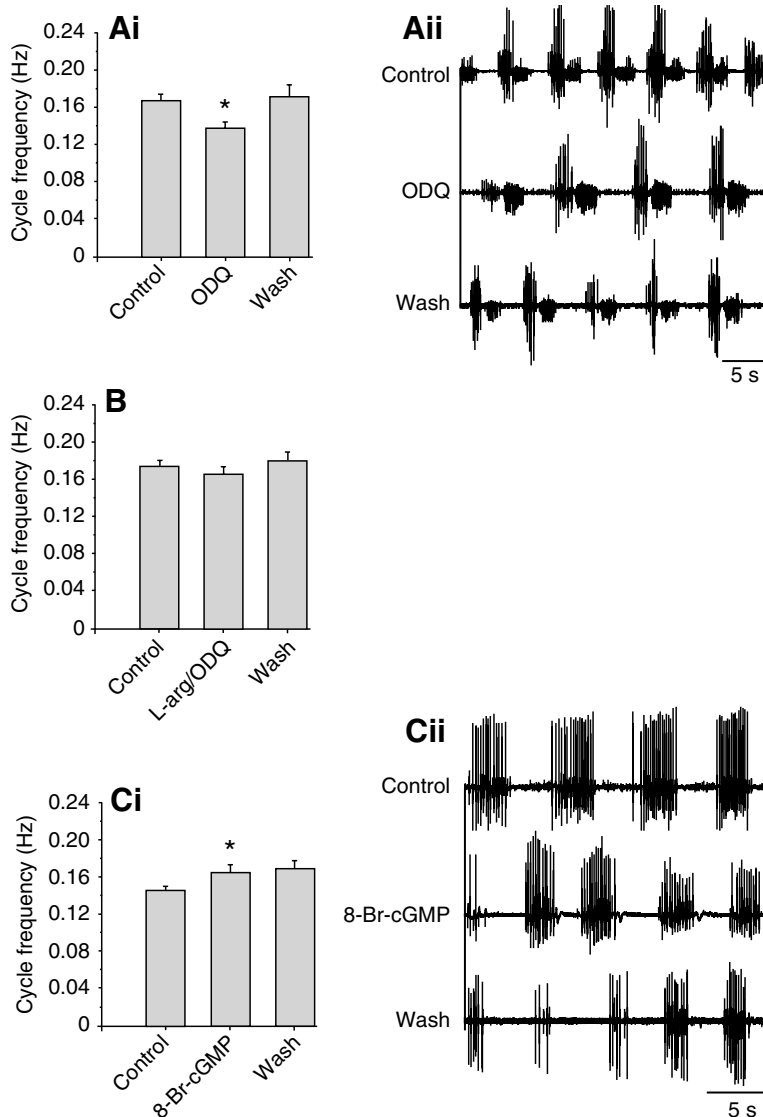 Ai
Cycle frequency (Hz)
0.24
0.20
0.16
0.12
0.08
0.04
0
*
Control
ODQ
Wash
Aii
Control
ODQ
Wash
5 s
B
Cycle frequency (Hz)
0.24
0.20
0.16
0.12
0.08
0.04
0
Control
L-arg/ODQ
Wash
Ci
Cycle frequency (Hz)
0.24
0.20
0.16
0.12
0.08
0.04
0
*
Control
8-Br-cGMP
Wash
Cii
Control
8-Br-cGMP
Wash
5 s